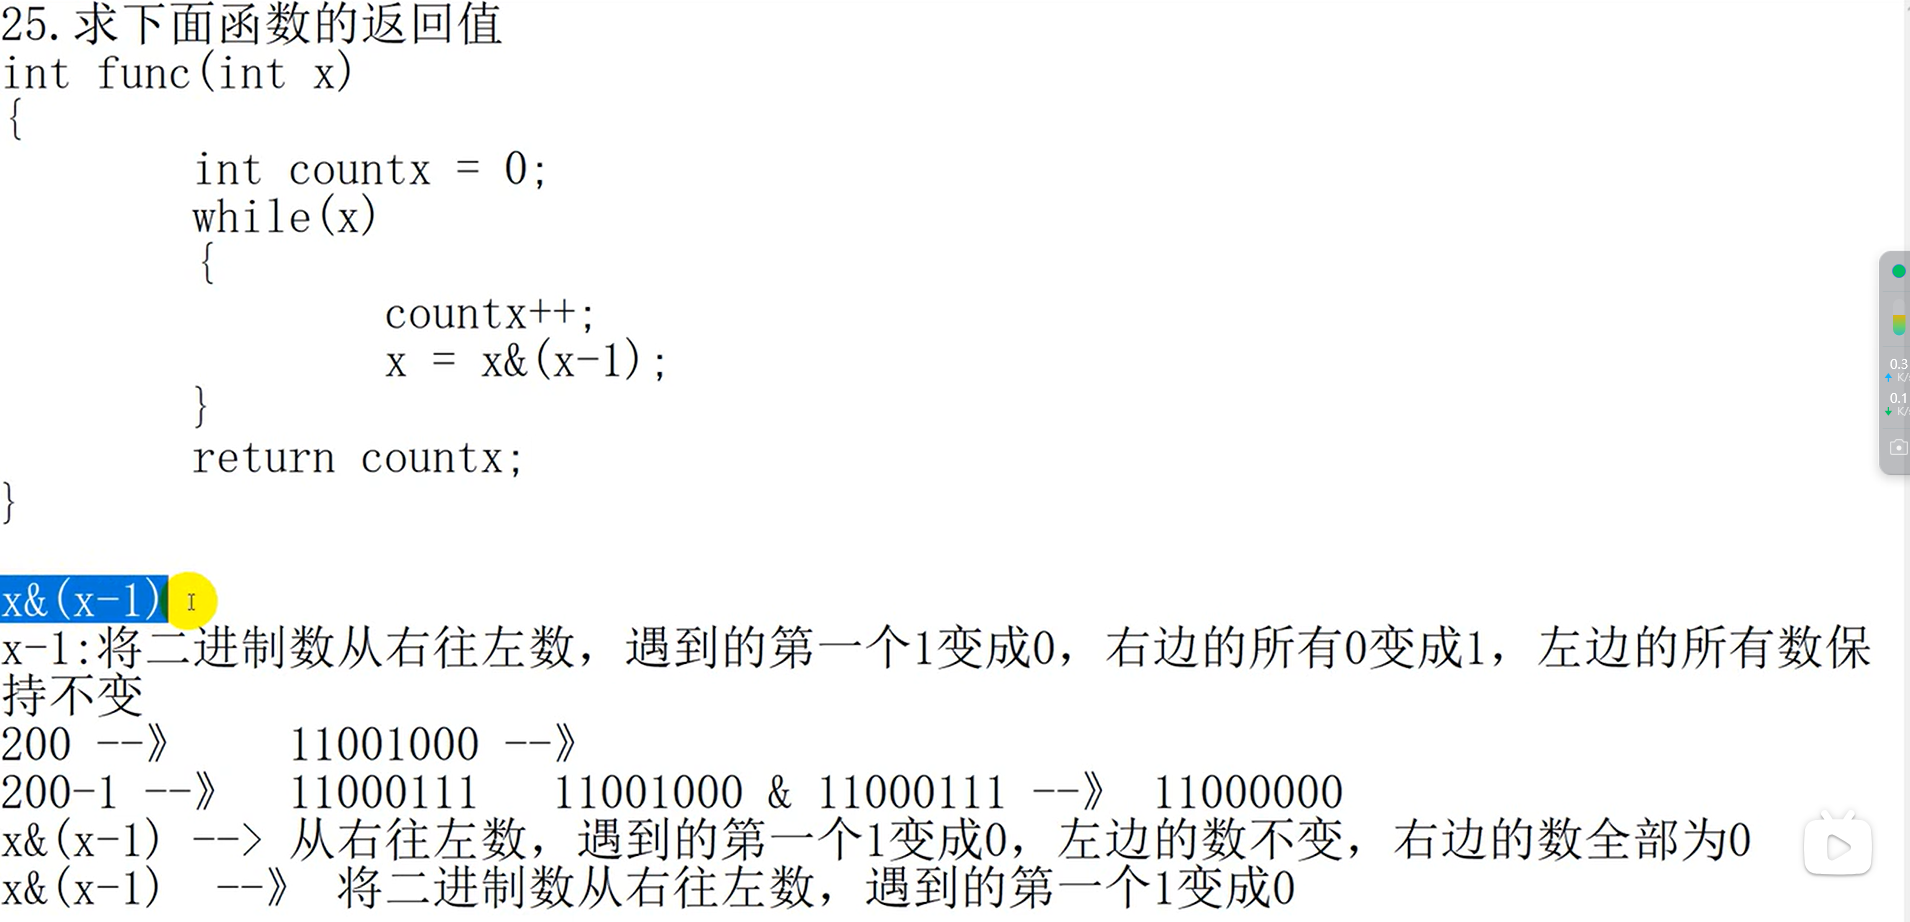 25.求下面函数的返回值
int func(int x)
{
int countx = 0;
while(x)
{
countx++;
x = x&(x-1);
}
return countx;
}
x&(x-1)
x-1:将二进制数从右往左数，遇到的第一个1变成0，右边的所有0变成1，左边的所有数保
持不变
200 --》 11001000 --》
200-1 --》 11000111 11001000 & 11000111 --》 11000000
x&(x-1) --> 从右往左数，遇到的第一个1变成0，左边的数不变，右边的数全部为0
x&(x-1) --》 将二进制数从右往左数，遇到的第一个1变成0
0.3
K/
0.1
K/